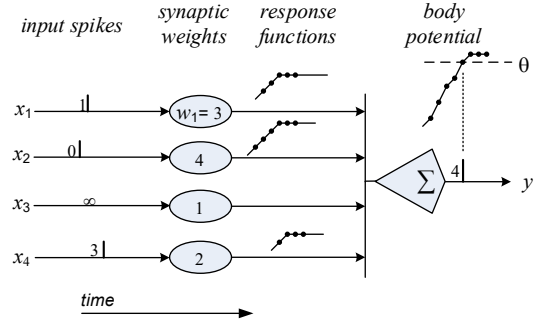 input spikes
synaptic weights
response functions
body potential
θ
x₁ 1 w₁= 3
x₂ 0 4
Σ 4 y
x₃ ∞ 1
x₄ 3 2
time